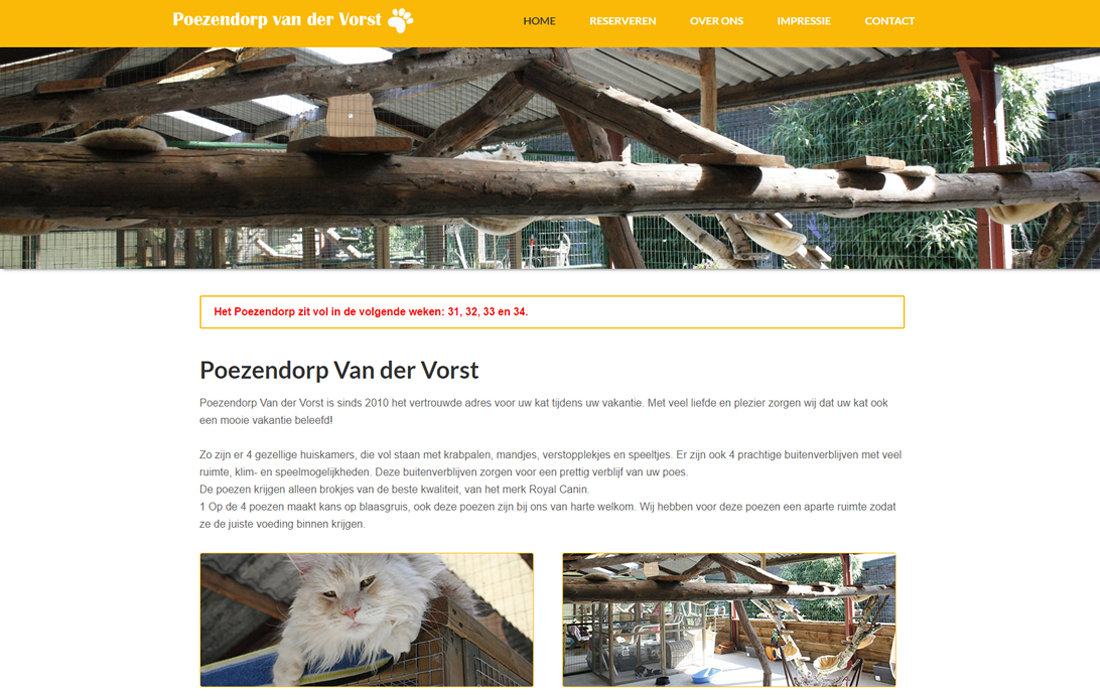 Poezendorp van der Vorst
HOME RESERVEREN OVER ONS IMPRESSIE CONTACT
Het Poezendorp zit vol in de volgende weken: 31, 32, 33 en 34.
Poezendorp Van der Vorst
Poezendorp Van der Vorst is sinds 2010 het vertrouwde adres voor uw kat tijdens uw vakantie. Met veel liefde en plezier zorgen wij dat uw kat ook
een mooie vakantie beleefd!
Zo zijn er 4 gezellige huiskamers, die vol staan met krabpalen, mandjes, verstopplekjes en speeltjes. Er zijn ook 4 prachtige buitenverblijven met veel
ruimte, klim- en speelmogelijkheden. Deze buitenverblijven zorgen voor een prettig verblijf van uw poes.
De poezen krijgen alleen brokjes van de beste kwaliteit, van het merk Royal Canin.
1 Op de 4 poezen maakt kans op blaasgruis, ook deze poezen zijn bij ons van harte welkom. Wij hebben voor deze poezen een aparte ruimte zodat
ze de juiste voeding binnen krijgen.